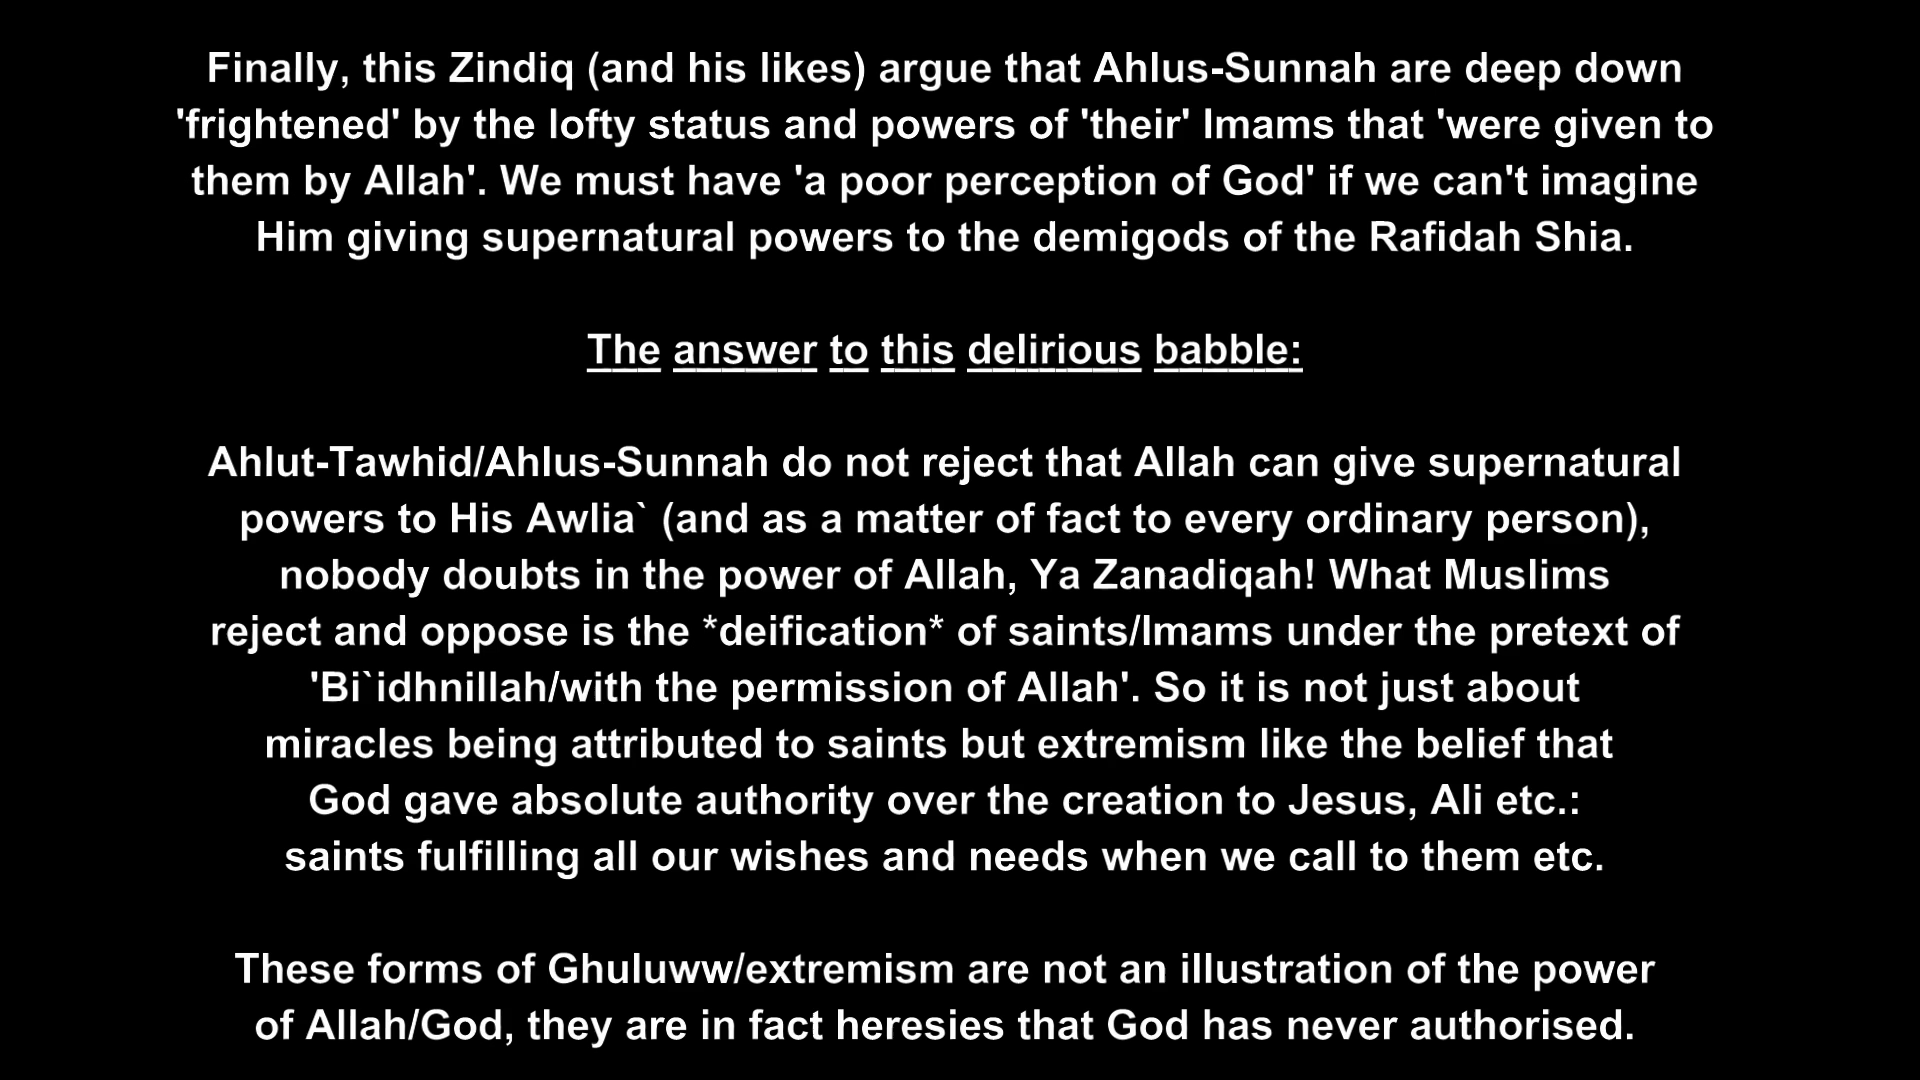 Finally, this Zindiq (and his likes) argue that Ahlus-Sunnah are deep down
'frightened' by the lofty status and powers of 'their' Imams that 'were given to
them by Allah'. We must have 'a poor perception of God' if we can't imagine
Him giving supernatural powers to the demigods of the Rafidah Shia.
The answer to this delirious babble:
Ahlut-Tawhid/Ahlus-Sunnah do not reject that Allah can give supernatural
powers to His Awlia` (and as a matter of fact to every ordinary person),
nobody doubts in the power of Allah, Ya Zanadiqah! What Muslims
reject and oppose is the *deification* of saints/Imams under the pretext of
'Bi`idhnillah/with the permission of Allah'. So it is not just about
miracles being attributed to saints but extremism like the belief that
God gave absolute authority over the creation to Jesus, Ali etc.:
saints fulfilling all our wishes and needs when we call to them etc.
These forms of Ghuluww/extremism are not an illustration of the power
of Allah/God, they are in fact heresies that God has never authorised.